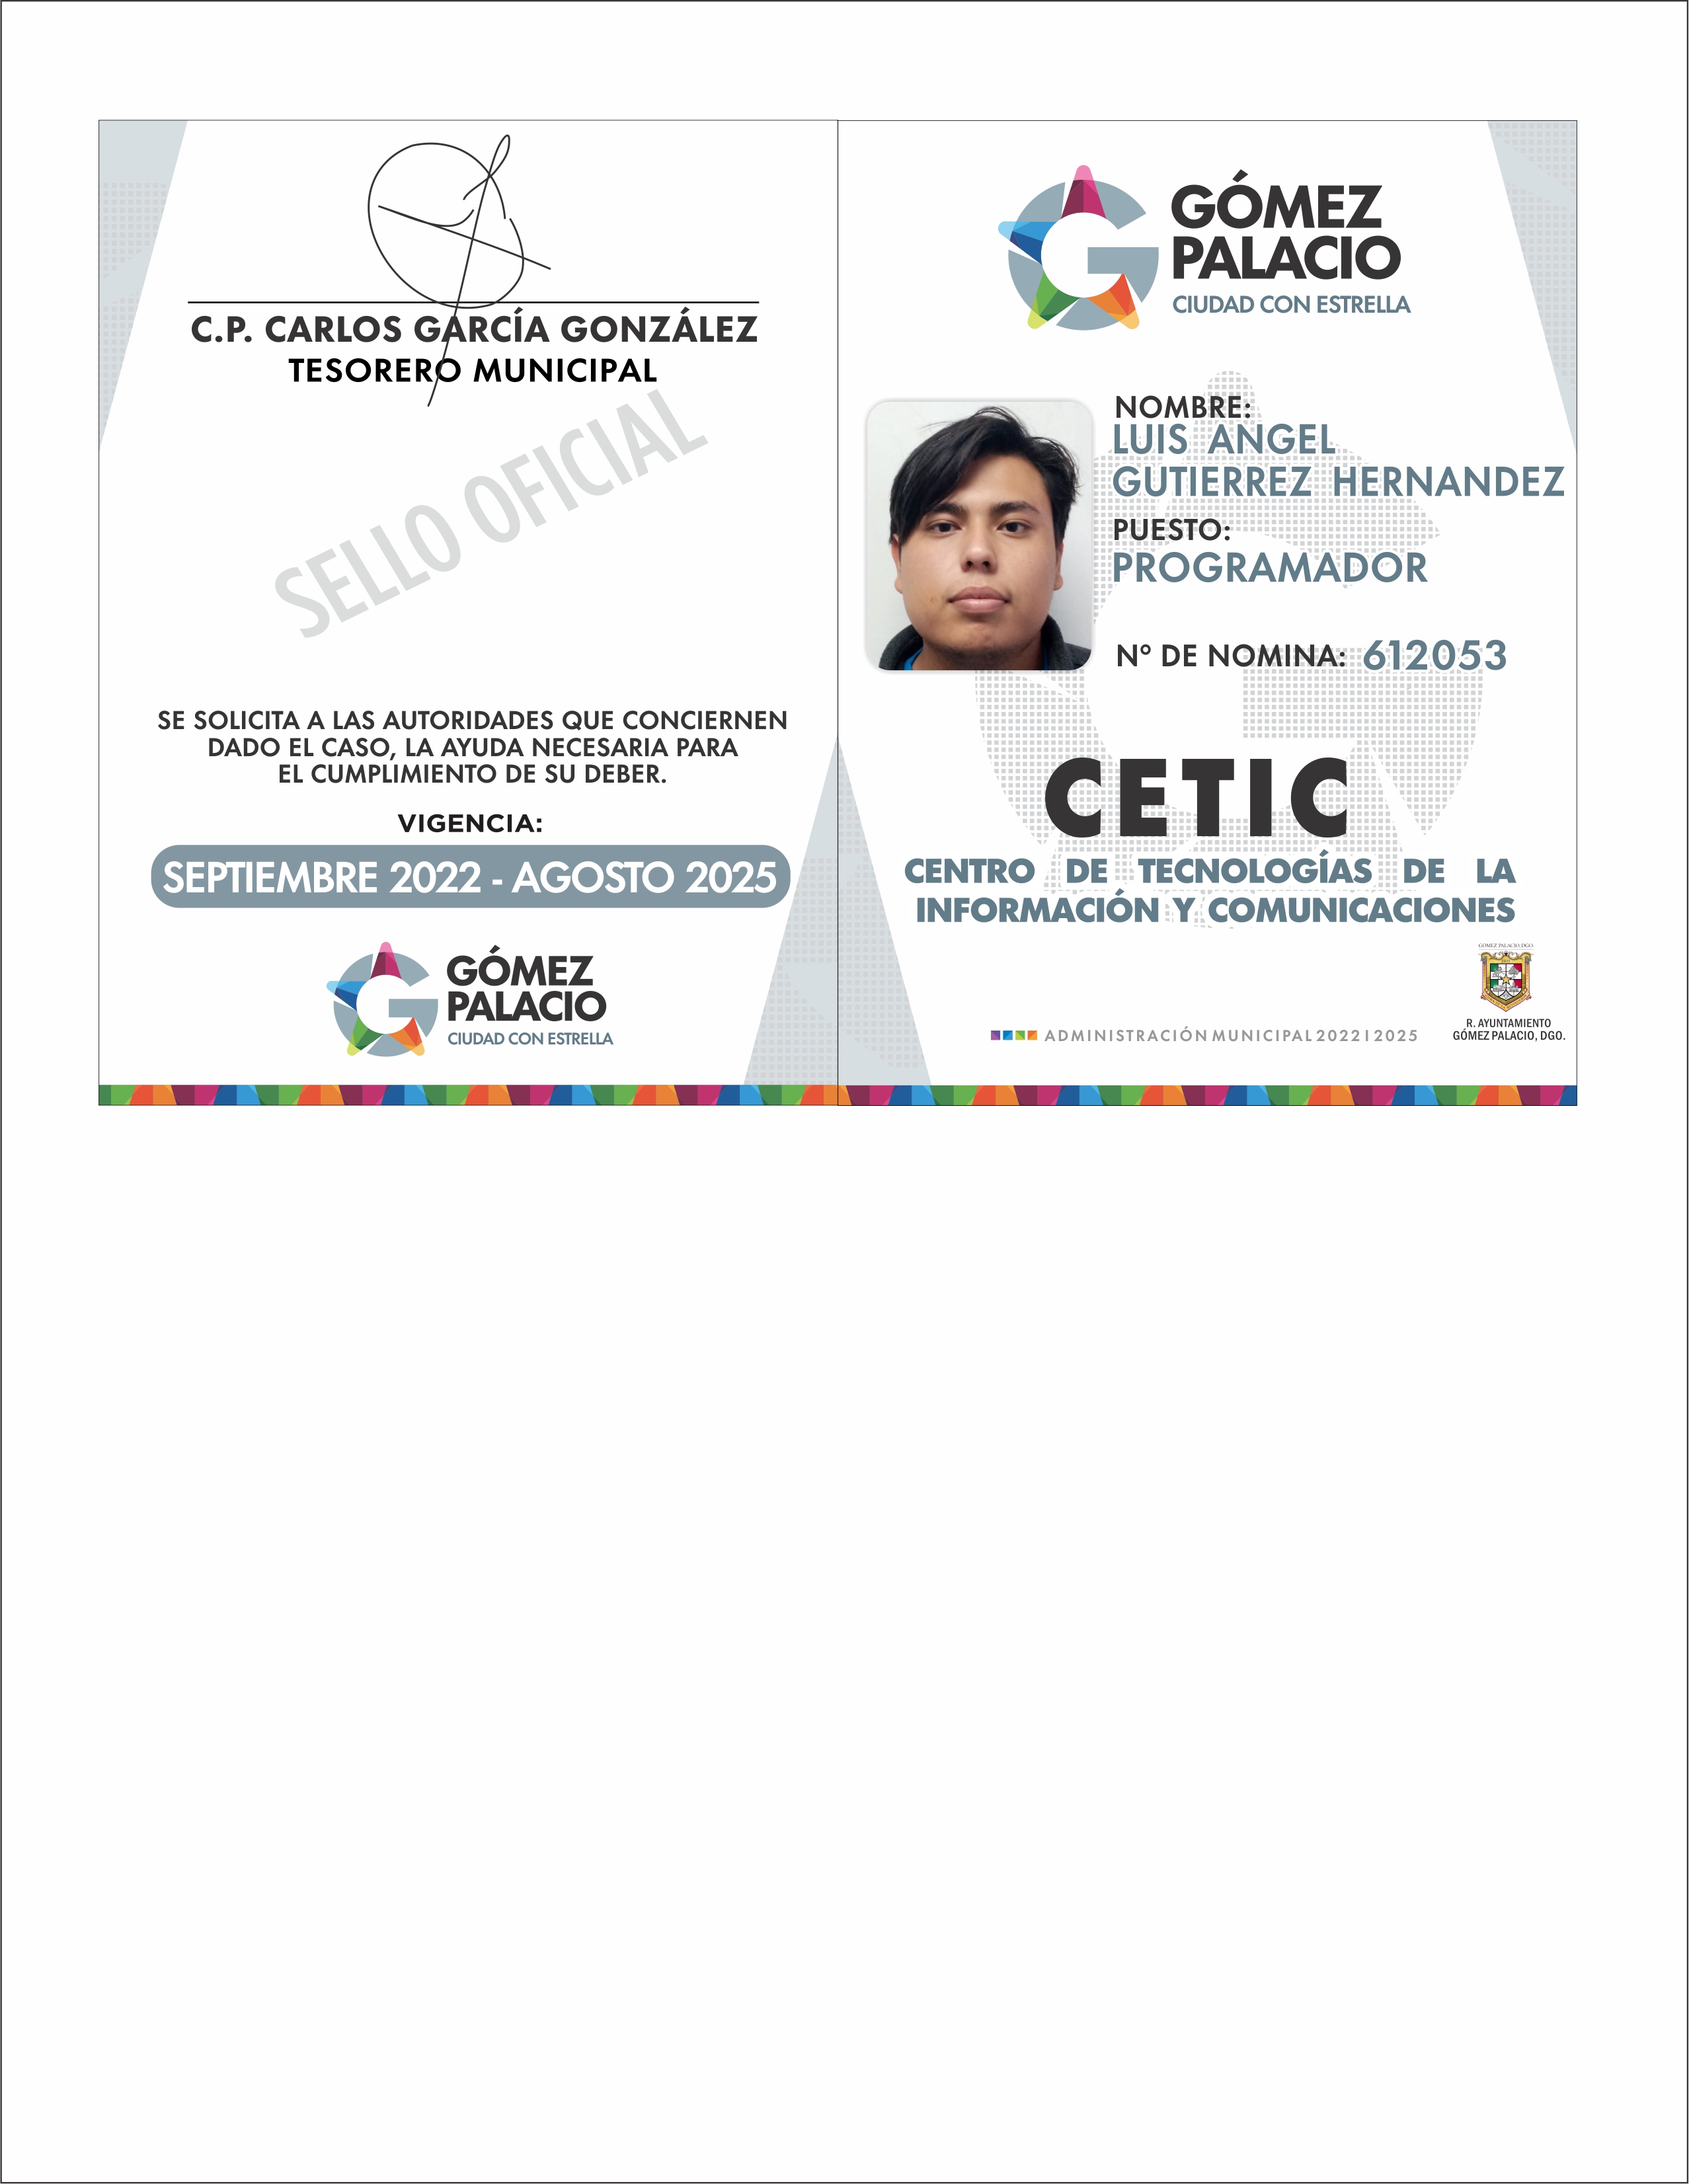 C.P. CARLOS GARCÍA GONZÁLEZ
TESORERO MUNICIPAL
SELLO OFICIAL
SE SOLICITA A LAS AUTORIDADES QUE CONCIERNEN
DADO EL CASO, LA AYUDA NECESARIA PARA
EL CUMPLIMIENTO DE SU DEBER.
VIGENCIA:
SEPTIEMBRE 2022 - AGOSTO 2025
GÓMEZ
PALACIO
CIUDAD CON ESTRELLA
GÓMEZ
PALACIO
CIUDAD CON ESTRELLA
NOMBRE:
LUIS ANGEL
GUTIERREZ HERNANDEZ
PUESTO:
PROGRAMADOR
N° DE NOMINA: 612053
CETIC
CENTRO DE TECNOLOGÍAS DE LA
INFORMACIÓN Y COMUNICACIONES
ADMINISTRACIÓN MUNICIPAL 2022 I 2025
GÓMEZ PALACIO, DGO.
R. AYUNTAMIENTO
GÓMEZ PALACIO, DGO.